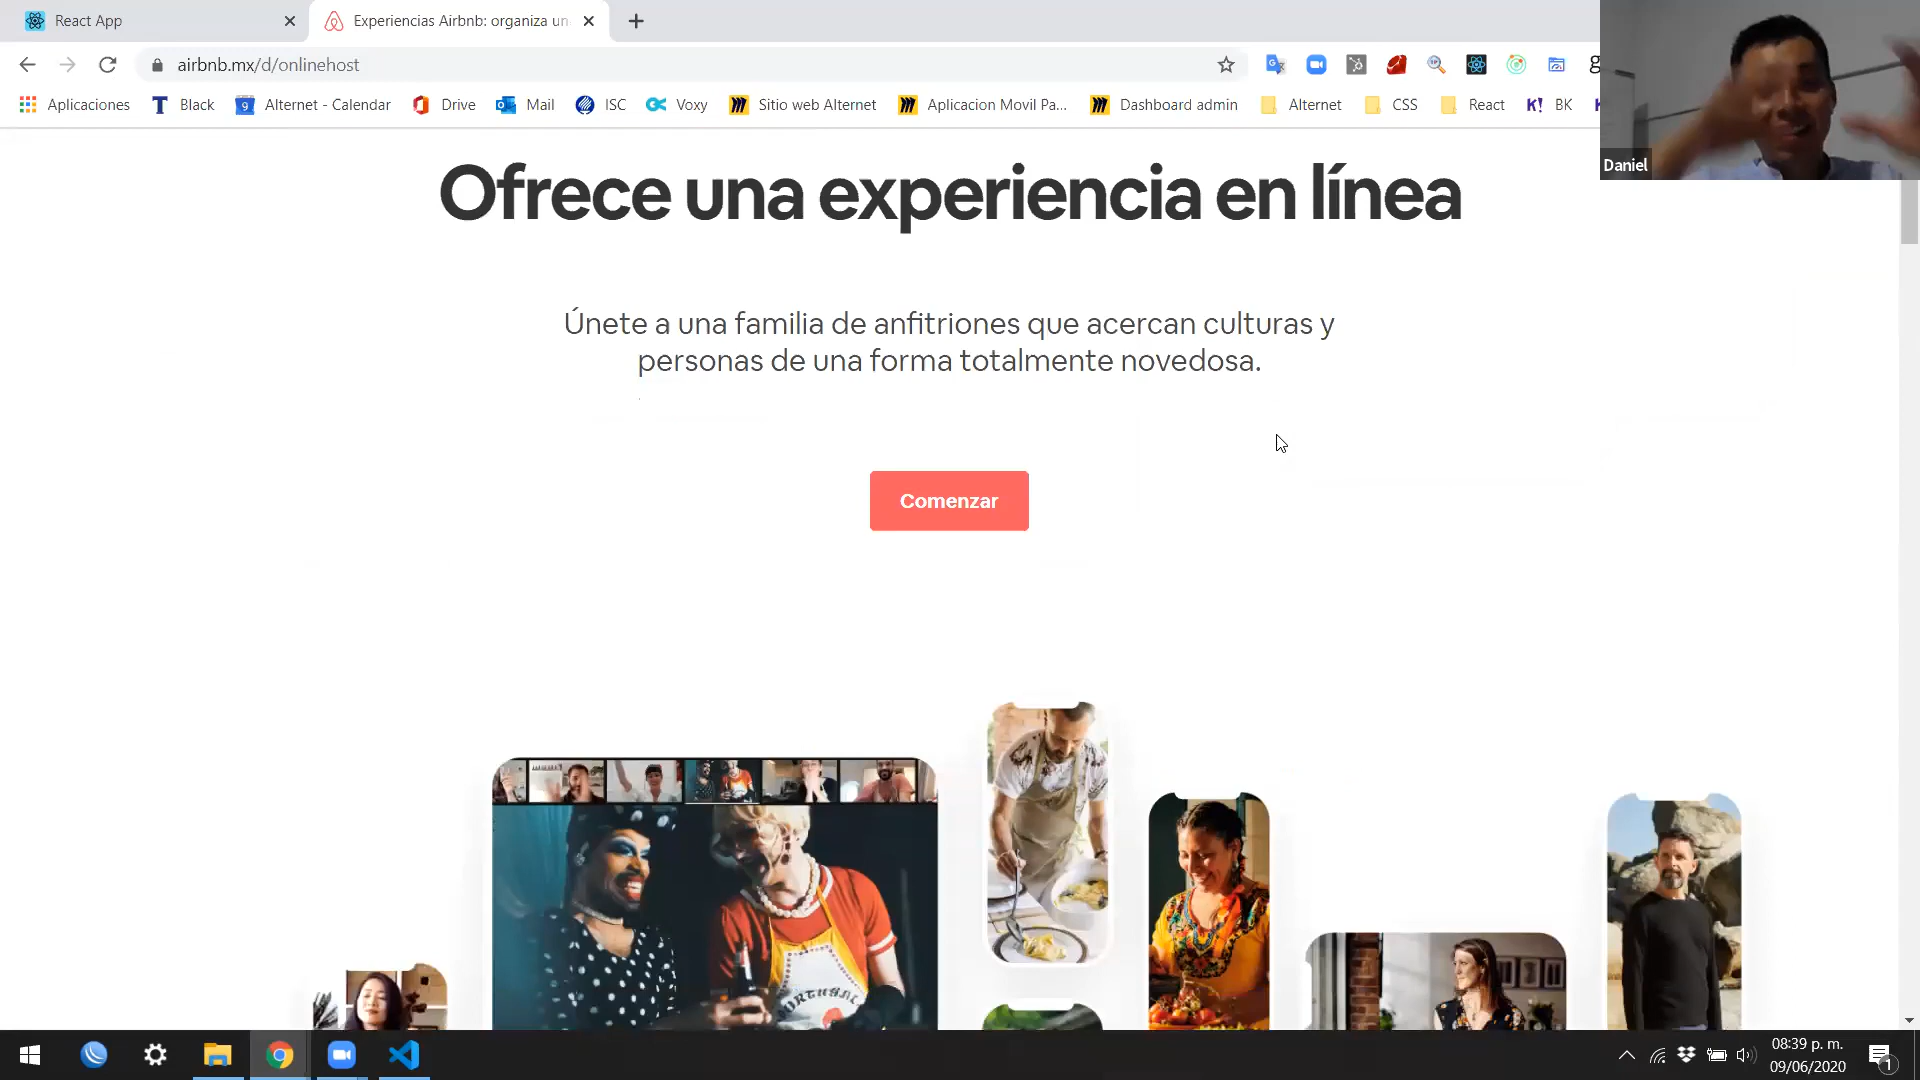 React App
Experiencias Airbnb: organiza un
airbnb.mx/d/onlinehost
Aplicaciones
Black
Alternet - Calendar
Drive
Mail
ISC
Voxy
Sitio web Alternet
Aplicacion Movil Pa...
Dashboard admin
Alternet
CSS
React
BK
Daniel
Ofrece una experiencia en línea
Únete a una familia de anfitriones que acercan culturas y
personas de una forma totalmente novedosa.
Comenzar
08:39 p. m.
09/06/2020
1